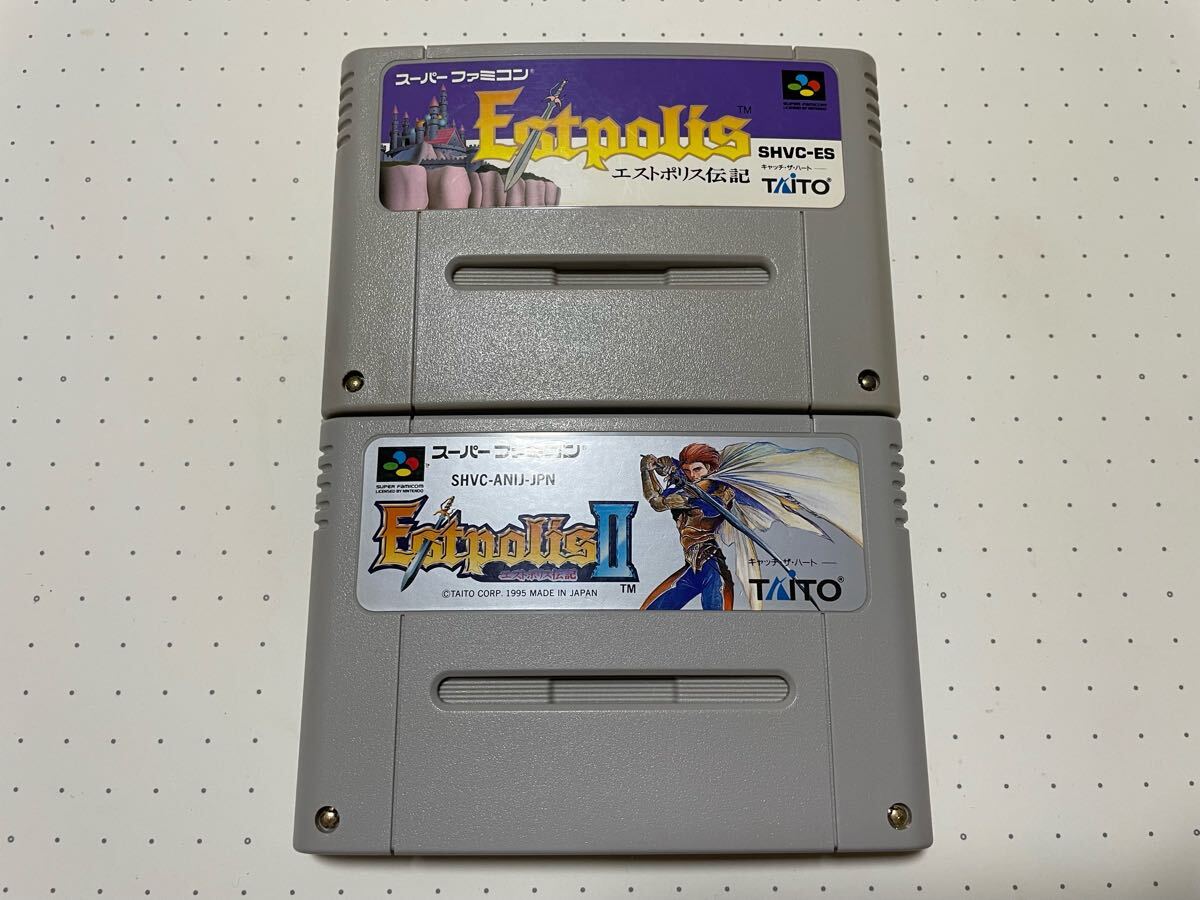 スーパーファミコン®
Estpolis™
エストポリス伝記
SUPER FAMICOM
LICENSED BY NINTENDO
SHVC-ES
キャッチ・ザ・ハート
TAITO®
スーパーファミコン®
SUPER FAMICOM
LICENSED BY NINTENDO
SHVC-ANIJ-JPN
EstpolisⅡ™
エストポリス伝記
©TAITO CORP. 1995 MADE IN JAPAN
キャッチ・ザ・ハート
TAITO®